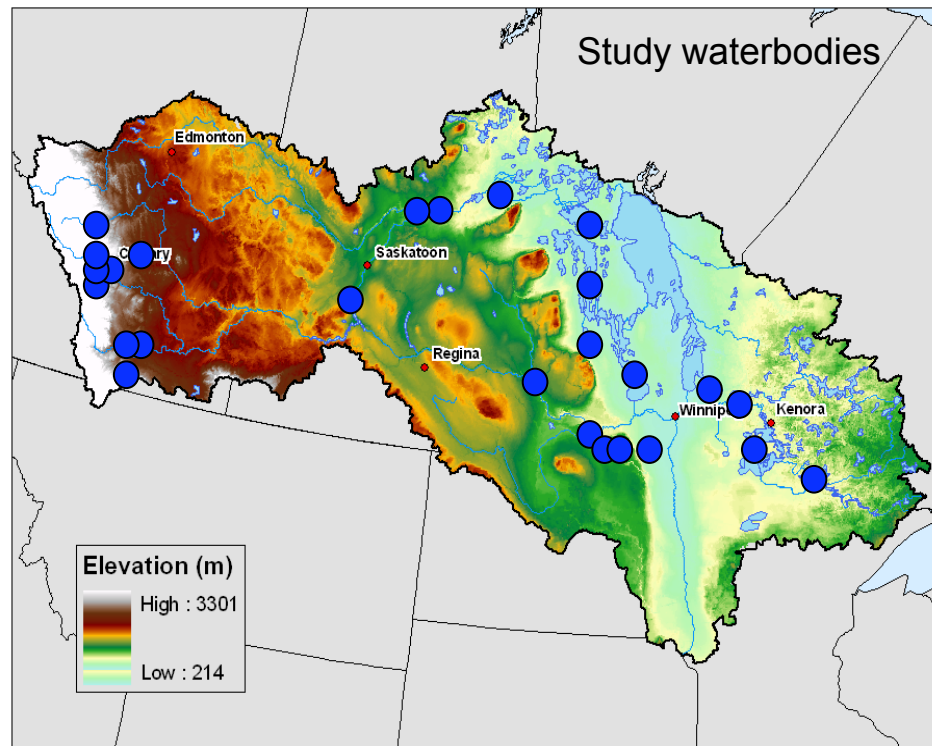 Study waterbodies
Edmonton
Saskatoon
Regina
Kenora
Elevation (m)
High : 3301
Low : 214